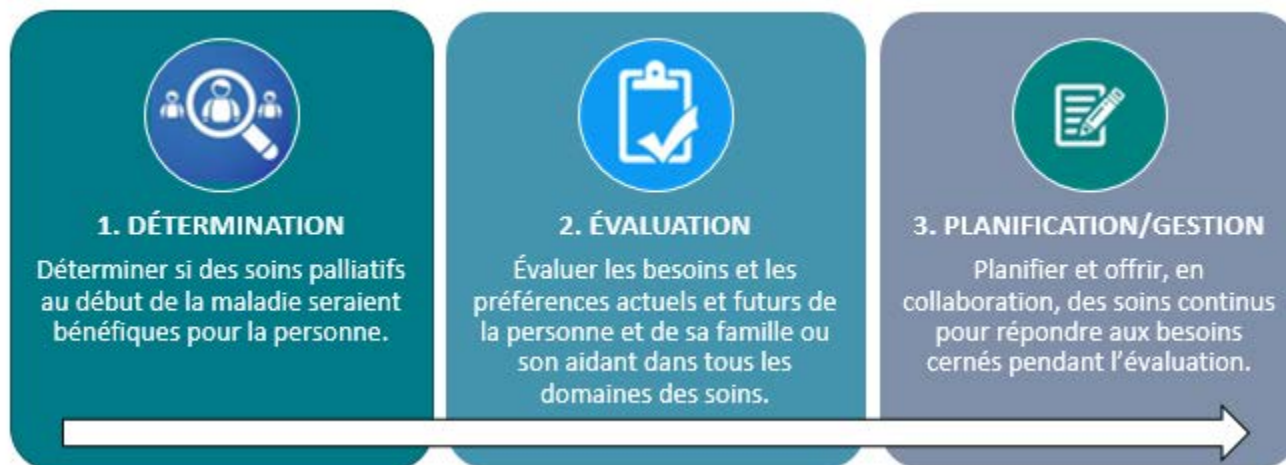 1. DÉTERMINATION
Déterminer si des soins palliatifs
au début de la maladie seraient
bénéfiques pour la personne.
2. ÉVALUATION
Évaluer les besoins et les
préférences actuels et futurs de
la personne et de sa famille ou
son aidant dans tous les
domaines des soins.
3. PLANIFICATION/GESTION
Planifier et offrir, en
collaboration, des soins continus
pour répondre aux besoins
cernés pendant l’évaluation.